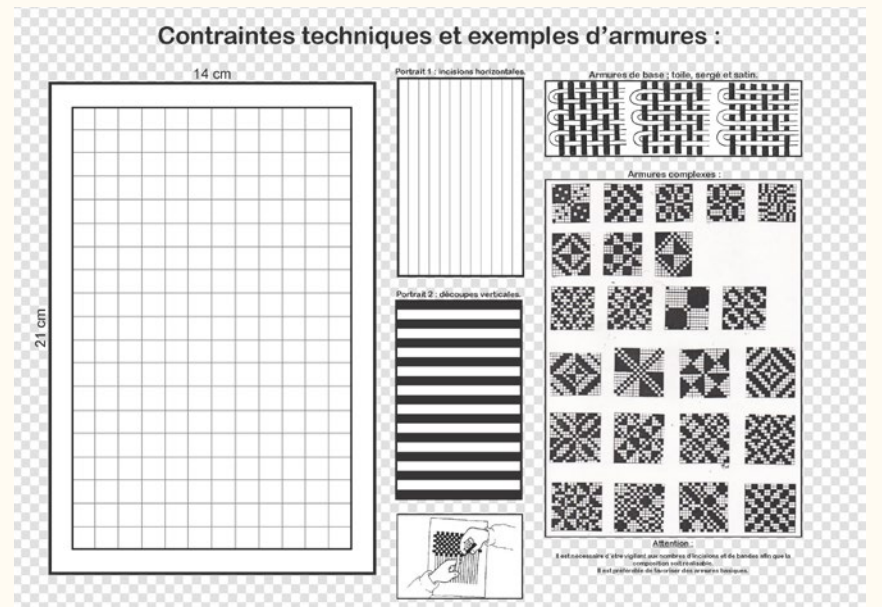 Contraintes techniques et exemples d'armures :
14 cm
21 cm
Portrait 1 : incisions horizontales.
Portrait 2 : découpes verticales.
Armures de base ; toile, sergé et satin.
Armures complexes :
Attention :
Il est nécessaire d'être vigilant aux nombres d'incisions et de bandes afin que la
composition soit réalisable.
Il est préférable de favoriser des armures basiques.